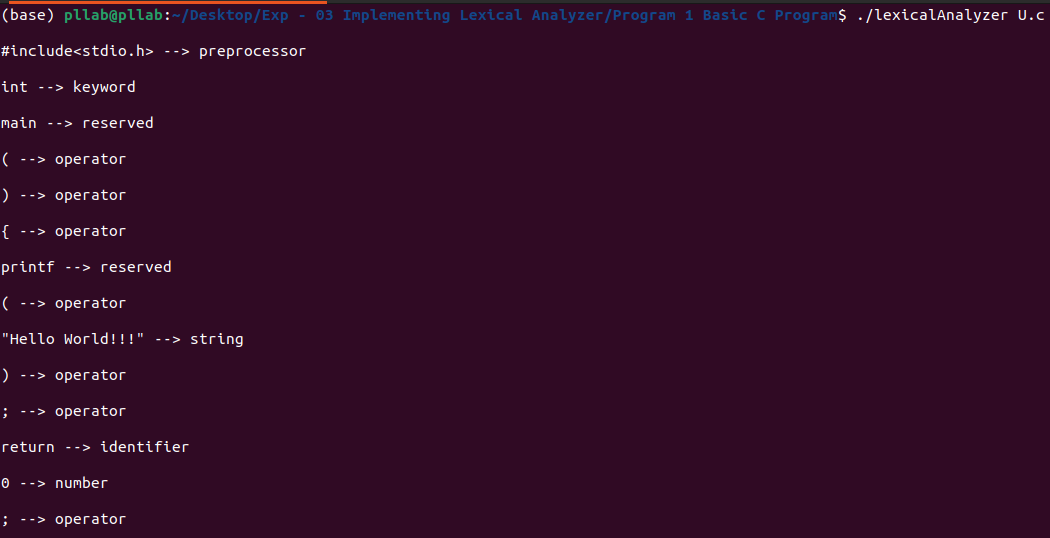 (base) pllab@pllab:~/Desktop/Exp - 03 Implementing Lexical Analyzer/Program 1 Basic C Program$ ./lexicalAnalyzer U.c
#include<stdio.h> --> preprocessor
int --> keyword
main --> reserved
( --> operator
) --> operator
{ --> operator
printf --> reserved
( --> operator
"Hello World!!!" --> string
) --> operator
; --> operator
return --> identifier
0 --> number
; --> operator